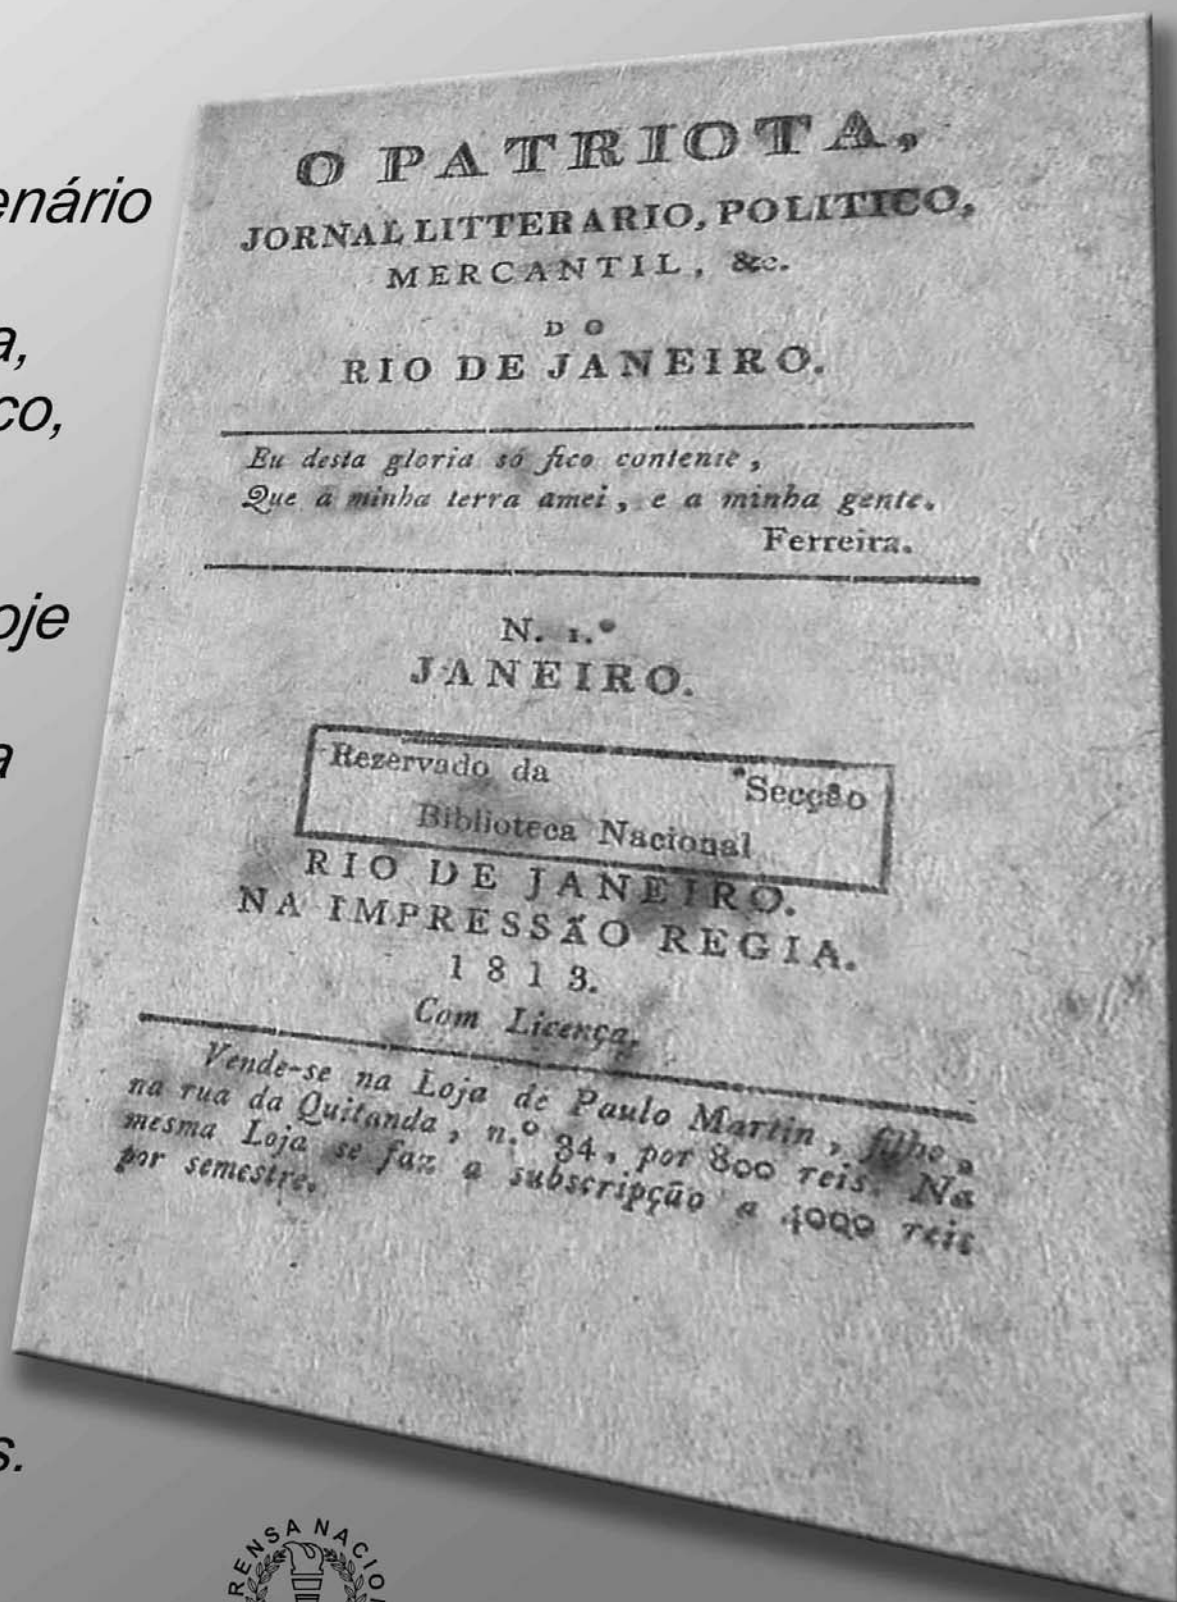 enário
a,
co,
oje
a
s.
O PATRIOTA,
JORNAL LITTERARIO, POLITICO,
MERCANTIL, &c.
DO
RIO DE JANEIRO.
Eu desta gloria só fico contente,
Que a minha terra amei, e a minha gente.
Ferreira.
N. 1.º
JANEIRO.
Rezervado da Secção
Biblioteca Nacional
RIO DE JANEIRO.
NA IMPRESSÃO REGIA.
1813.
Com Licença.
Vende-se na Loja de Paulo Martin, filho,
na rua da Quitanda, n.º 34, por 800 reis. Na
mesma Loja se faz a subscripção a 4000 reis
por semestre.
RENSA NACIO